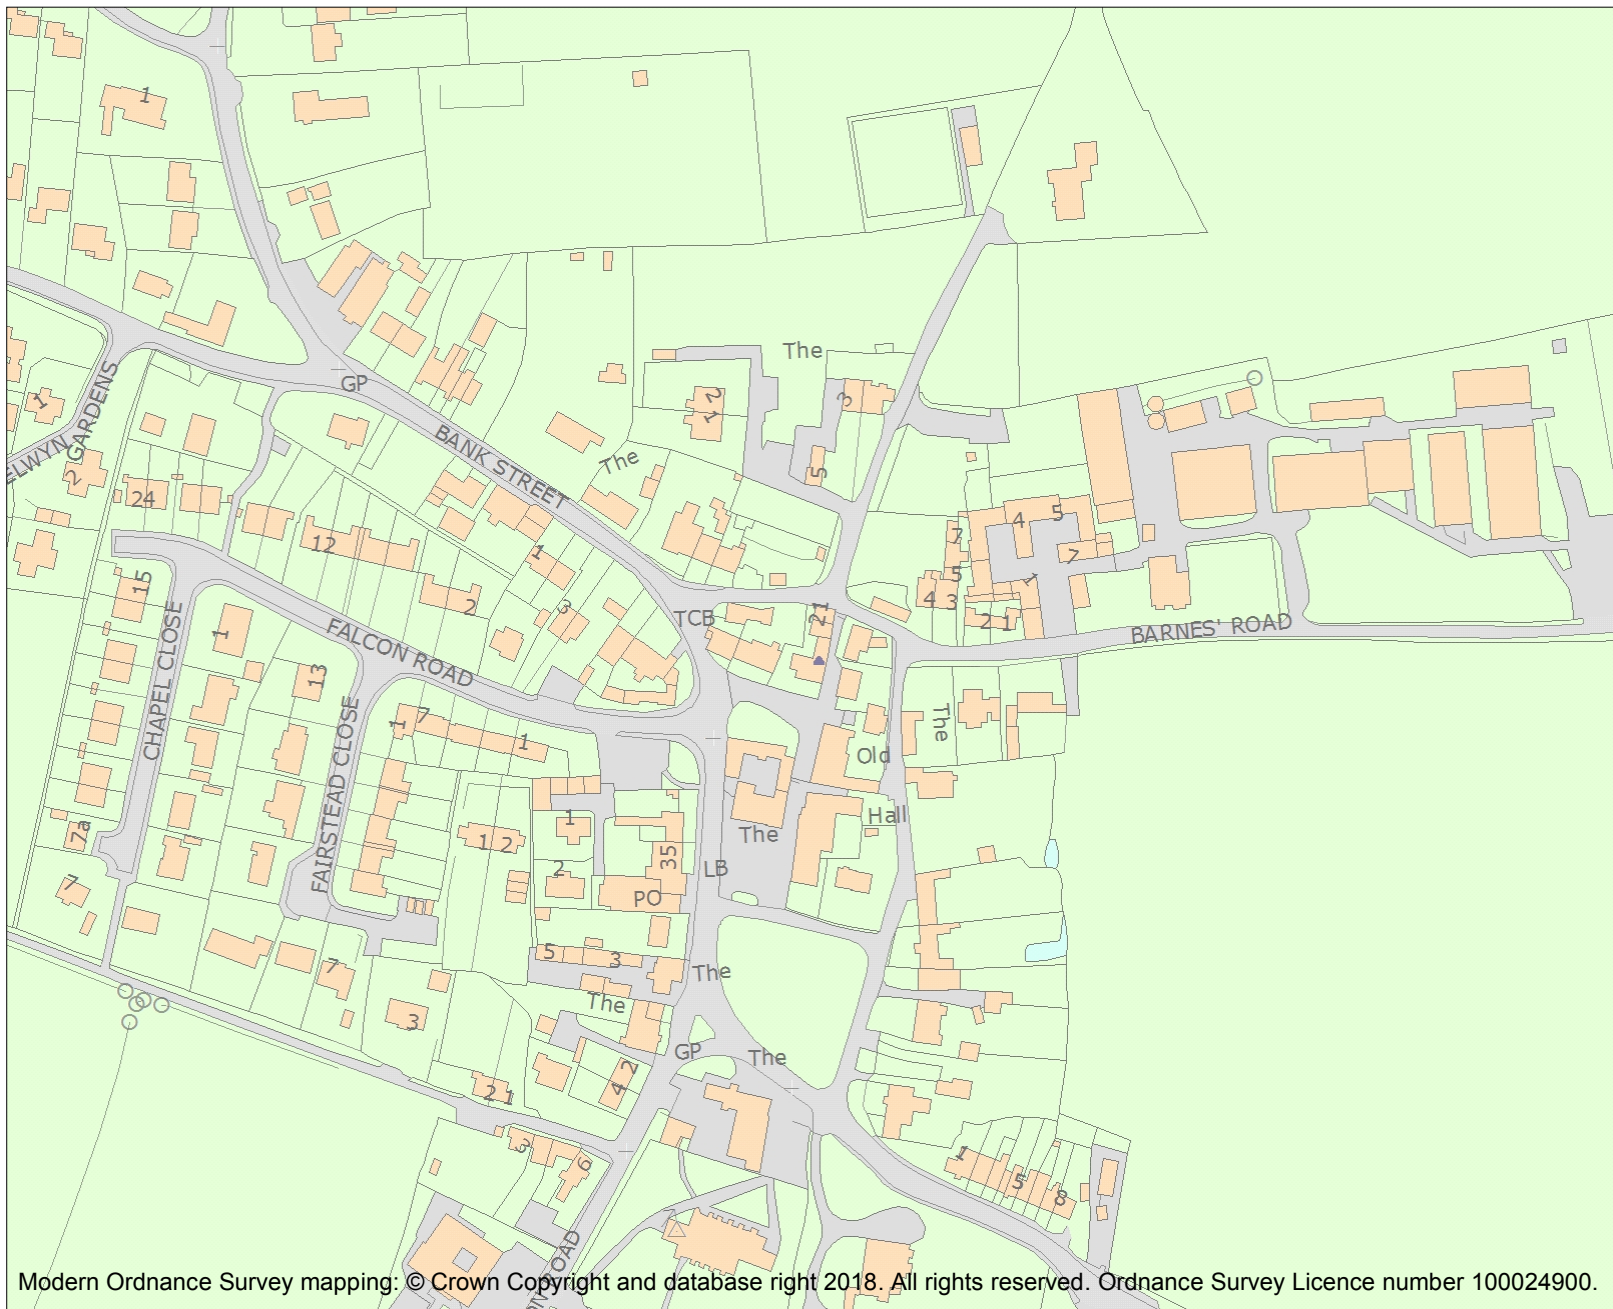 1
The
GP
1
GARDENS
ELWYN
2
2
1
3
BANK STREET
The
5
24
12
7
4
5
7
1
5
4
3
2
1
15
1
3
2
TCB
21
BARNES' ROAD
1
FALCON ROAD
13
CHAPEL CLOSE
FAIRSTEAD CLOSE
1
7
1
The
Old
Hall
The
1
1 2
2
35
LB
PO
7a
7
5
3
The
The
7
3
GP
The
2
4
2 1
3
6
1
5
8
ON ROAD
Modern Ordnance Survey mapping: © Crown Copyright and database right 2018. All rights reserved. Ordnance Survey Licence number 100024900.